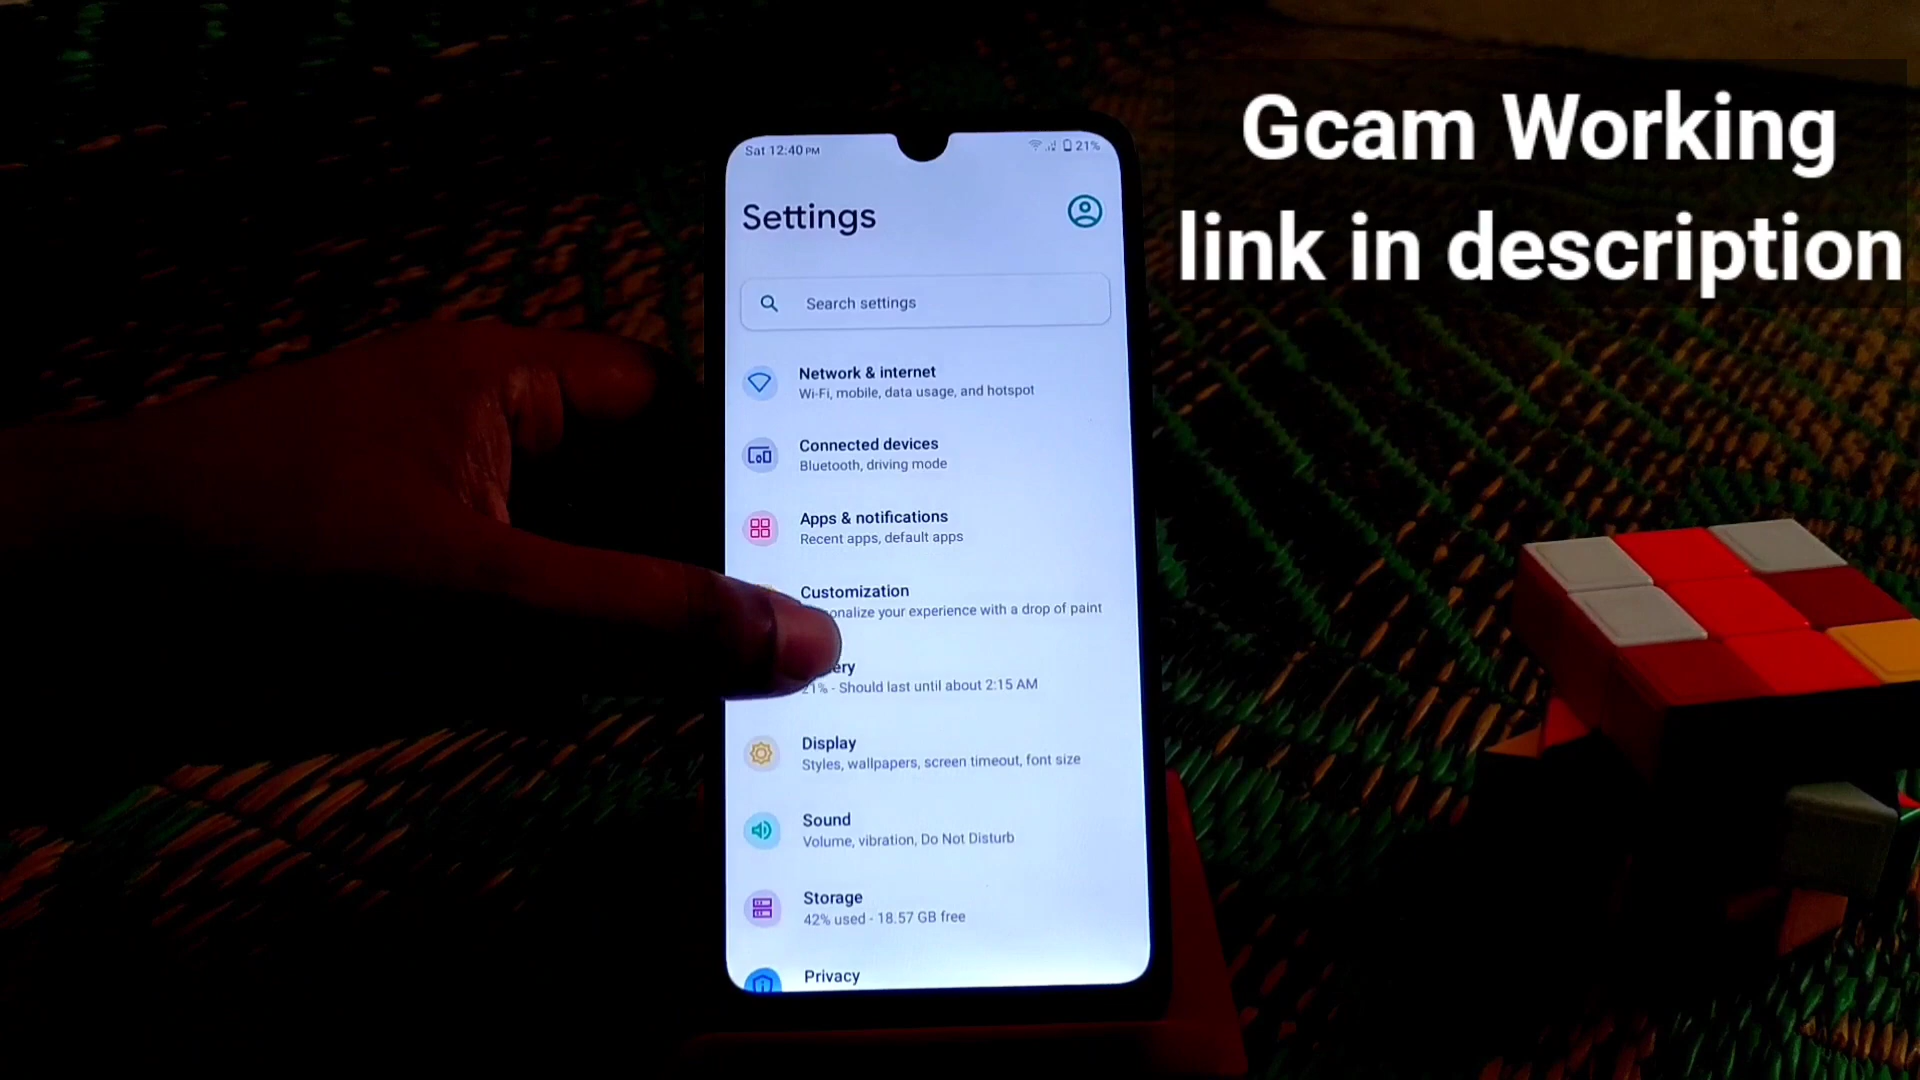 Gcam Working
link in description
Sat 12:40 PM
21%
Settings
Search settings
Network & internet
Wi-Fi, mobile, data usage, and hotspot
Connected devices
Bluetooth, driving mode
Apps & notifications
Recent apps, default apps
Customization
onalize your experience with a drop of paint
ery
21% - Should last until about 2:15 AM
Display
Styles, wallpapers, screen timeout, font size
Sound
Volume, vibration, Do Not Disturb
Storage
42% used - 18.57 GB free
Privacy